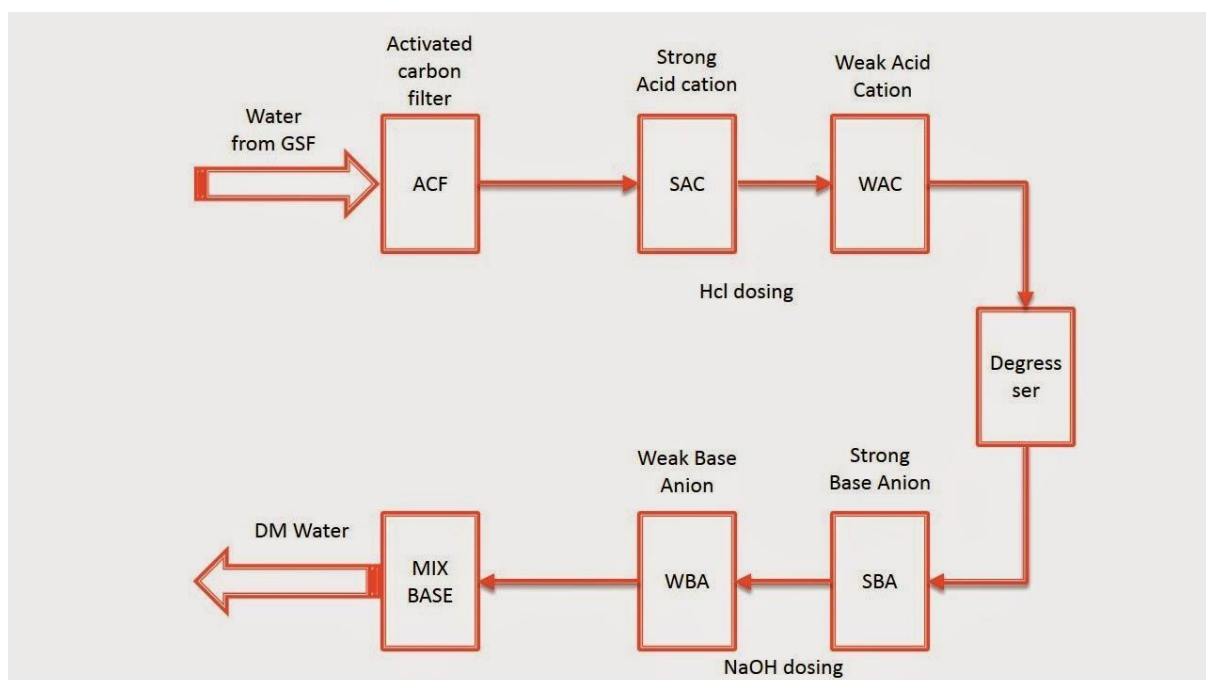 Activated
carbon
filter
Strong
Acid cation
Weak Acid
Cation
Water
from GSF
ACF
SAC
WAC
Hcl dosing
Degress
ser
Weak Base
Anion
Strong
Base Anion
DM Water
MIX
BASE
WBA
SBA
NaOH dosing